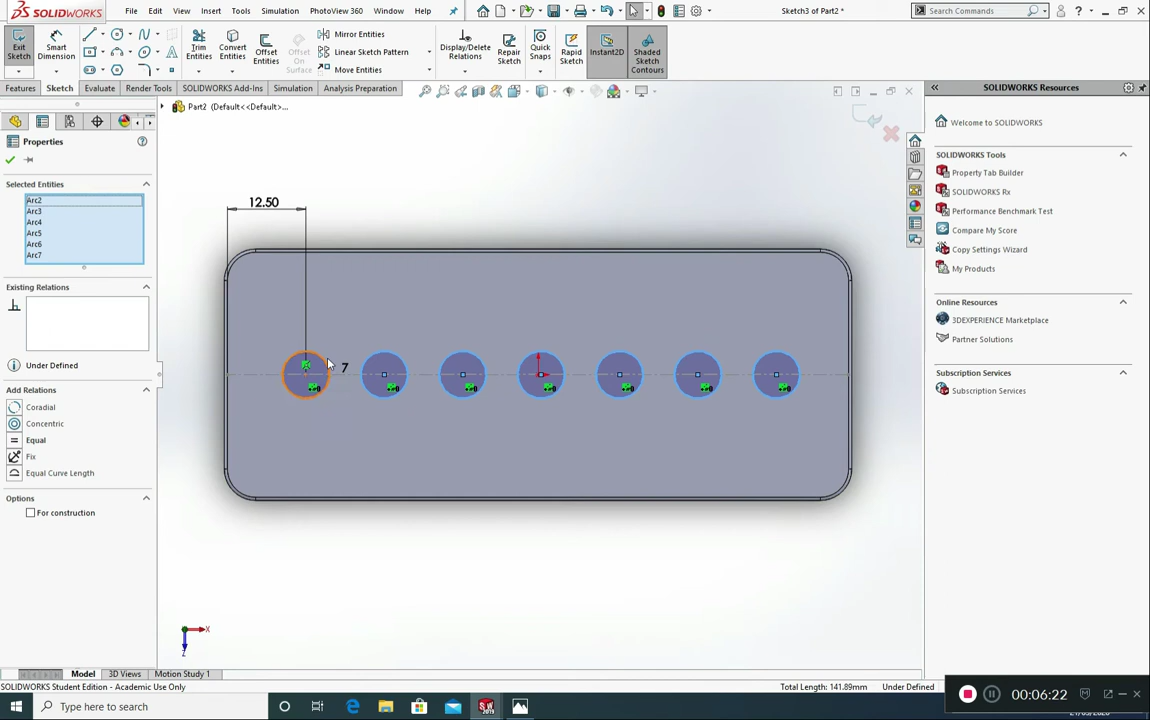 SOLIDWORKS
File Edit View Insert Tools Simulation PhotoView 360 Window Help
Sketch3 of Part2 *
Search Commands
Exit Sketch
Smart Dimension
Trim Entities
Convert Entities
Offset Entities
Offset On Surface
Mirror Entities
Linear Sketch Pattern
Move Entities
Display/Delete Relations
Repair Sketch
Quick Snaps
Rapid Sketch
Instant2D
Shaded Sketch Contours
Features Sketch Evaluate Render Tools SOLIDWORKS Add-Ins Simulation Analysis Preparation
Part2 (Default<<Default>...
Properties
Selected Entities
Arc2
Arc3
Arc4
Arc5
Arc6
Arc7
Existing Relations
Under Defined
Add Relations
Coradial
Concentric
Equal
Fix
Equal Curve Length
Options
For construction
12.50
7
X
Z
SOLIDWORKS Resources
Welcome to SOLIDWORKS
SOLIDWORKS Tools
Property Tab Builder
SOLIDWORKS Rx
Performance Benchmark Test
Compare My Score
Copy Settings Wizard
My Products
Online Resources
3DEXPERIENCE Marketplace
Partner Solutions
Subscription Services
Subscription Services
Model 3D Views Motion Study 1
SOLIDWORKS Student Edition - Academic Use Only
Total Length: 141.89mm Under Defined
Type here to search
00:06:22